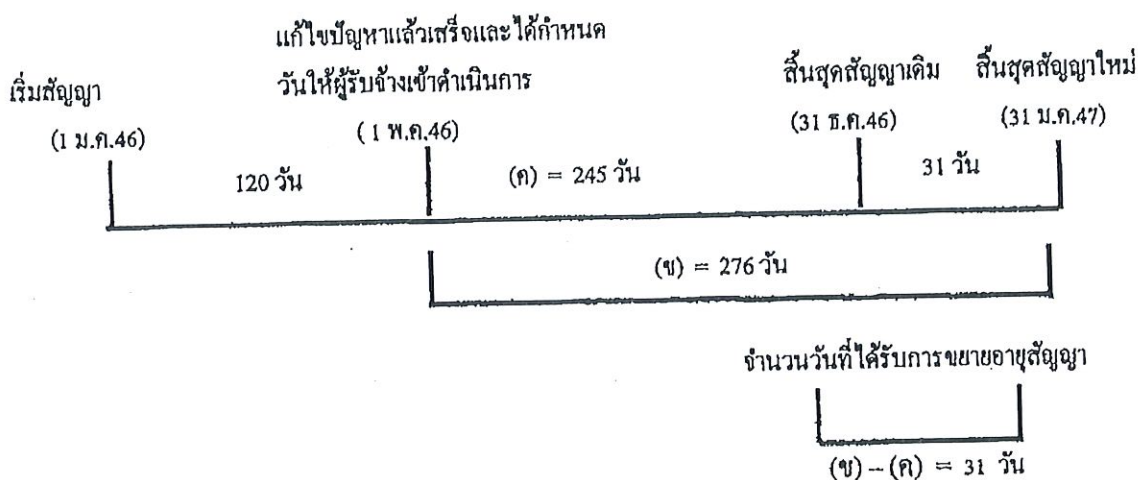 แก้ไขปัญหาแล้วเสร็จและได้กำหนด
เริ่มสัญญา วันให้ผู้รับจ้างเข้าดำเนินการ สิ้นสุดสัญญาเดิม สิ้นสุดสัญญาใหม่
(1 ม.ค.46) (1 พ.ค.46) (31 ธ.ค.46) (31 ม.ค.47)
120 วัน (ค) = 245 วัน 31 วัน
(ข) = 276 วัน
จำนวนวันที่ได้รับการขยายอายุสัญญา
(ข) – (ค) = 31 วัน